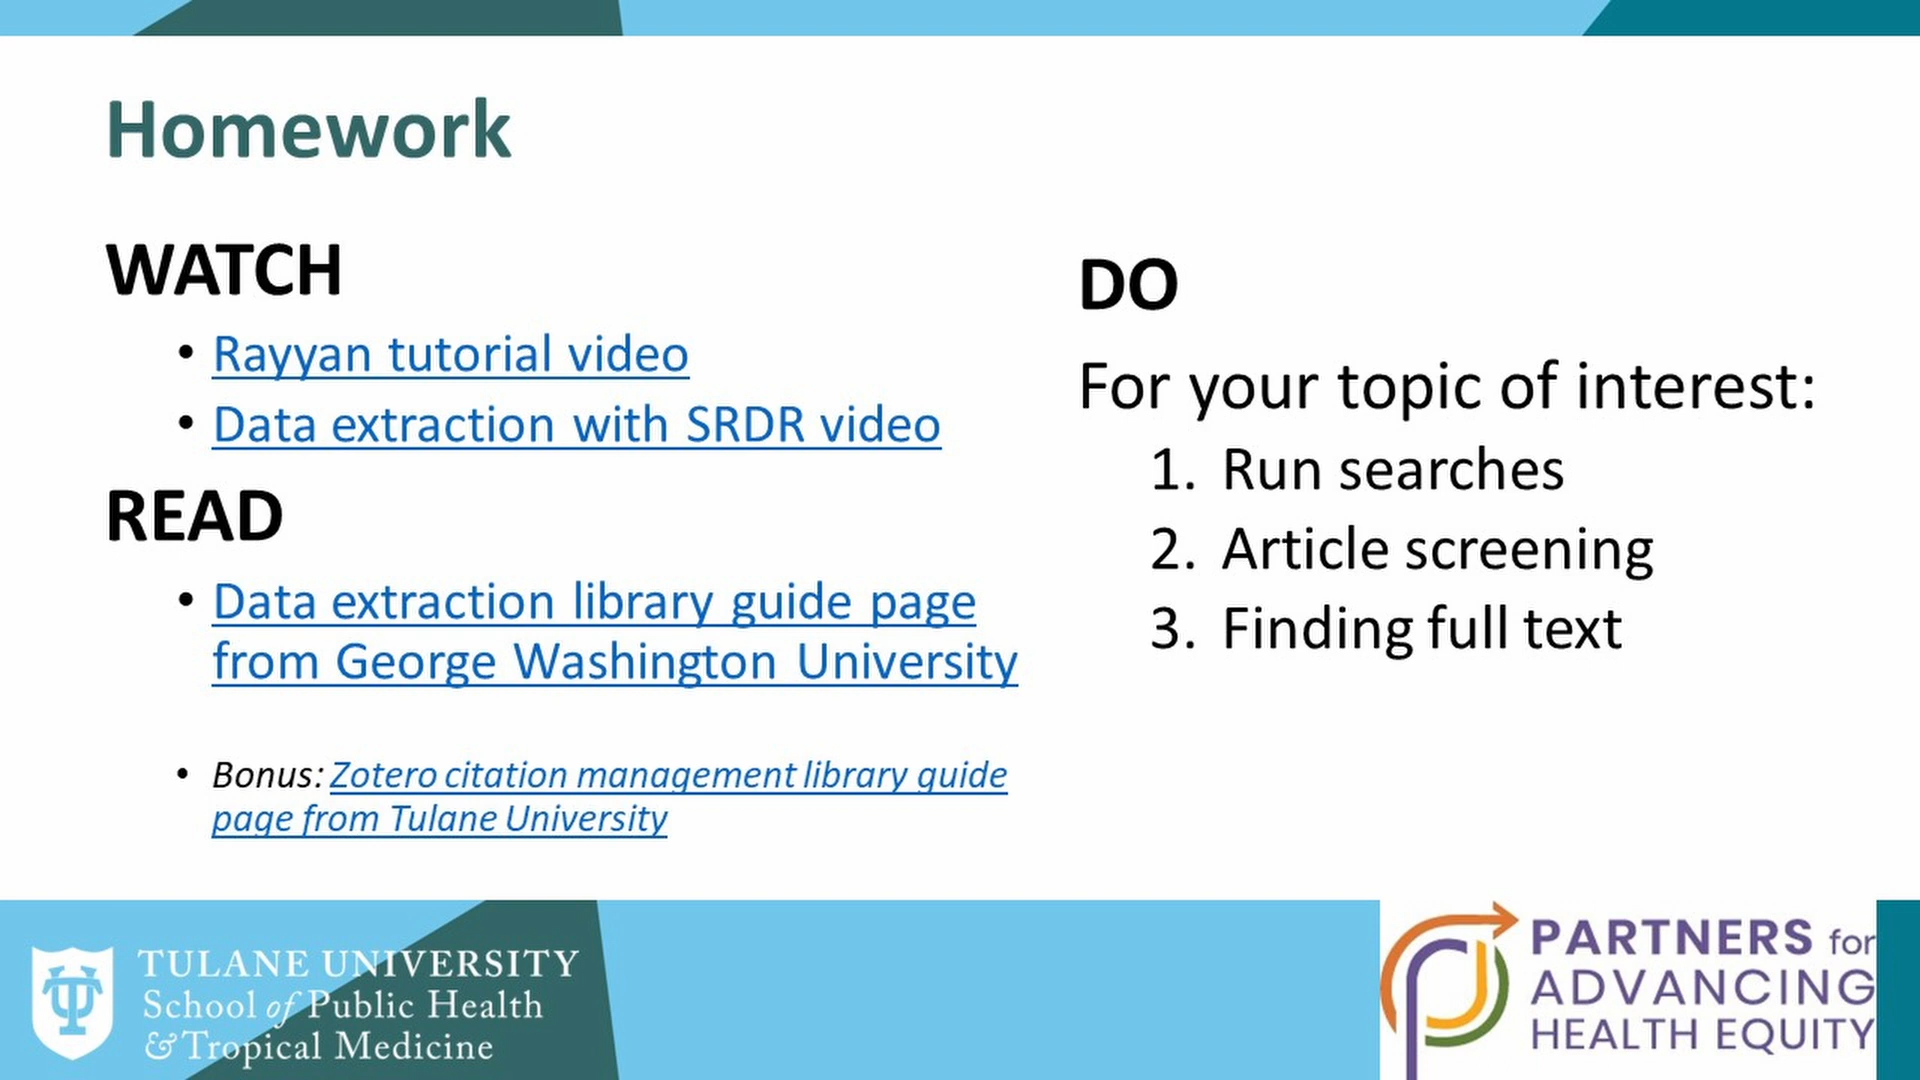 Homework
WATCH
• Rayyan tutorial video
• Data extraction with SRDR video
READ
• Data extraction library guide page
from George Washington University
• Bonus: Zotero citation management library guide
page from Tulane University
DO
For your topic of interest:
1. Run searches
2. Article screening
3. Finding full text
TULANE UNIVERSITY
School of Public Health
& Tropical Medicine
PARTNERS for
ADVANCING
HEALTH EQUITY